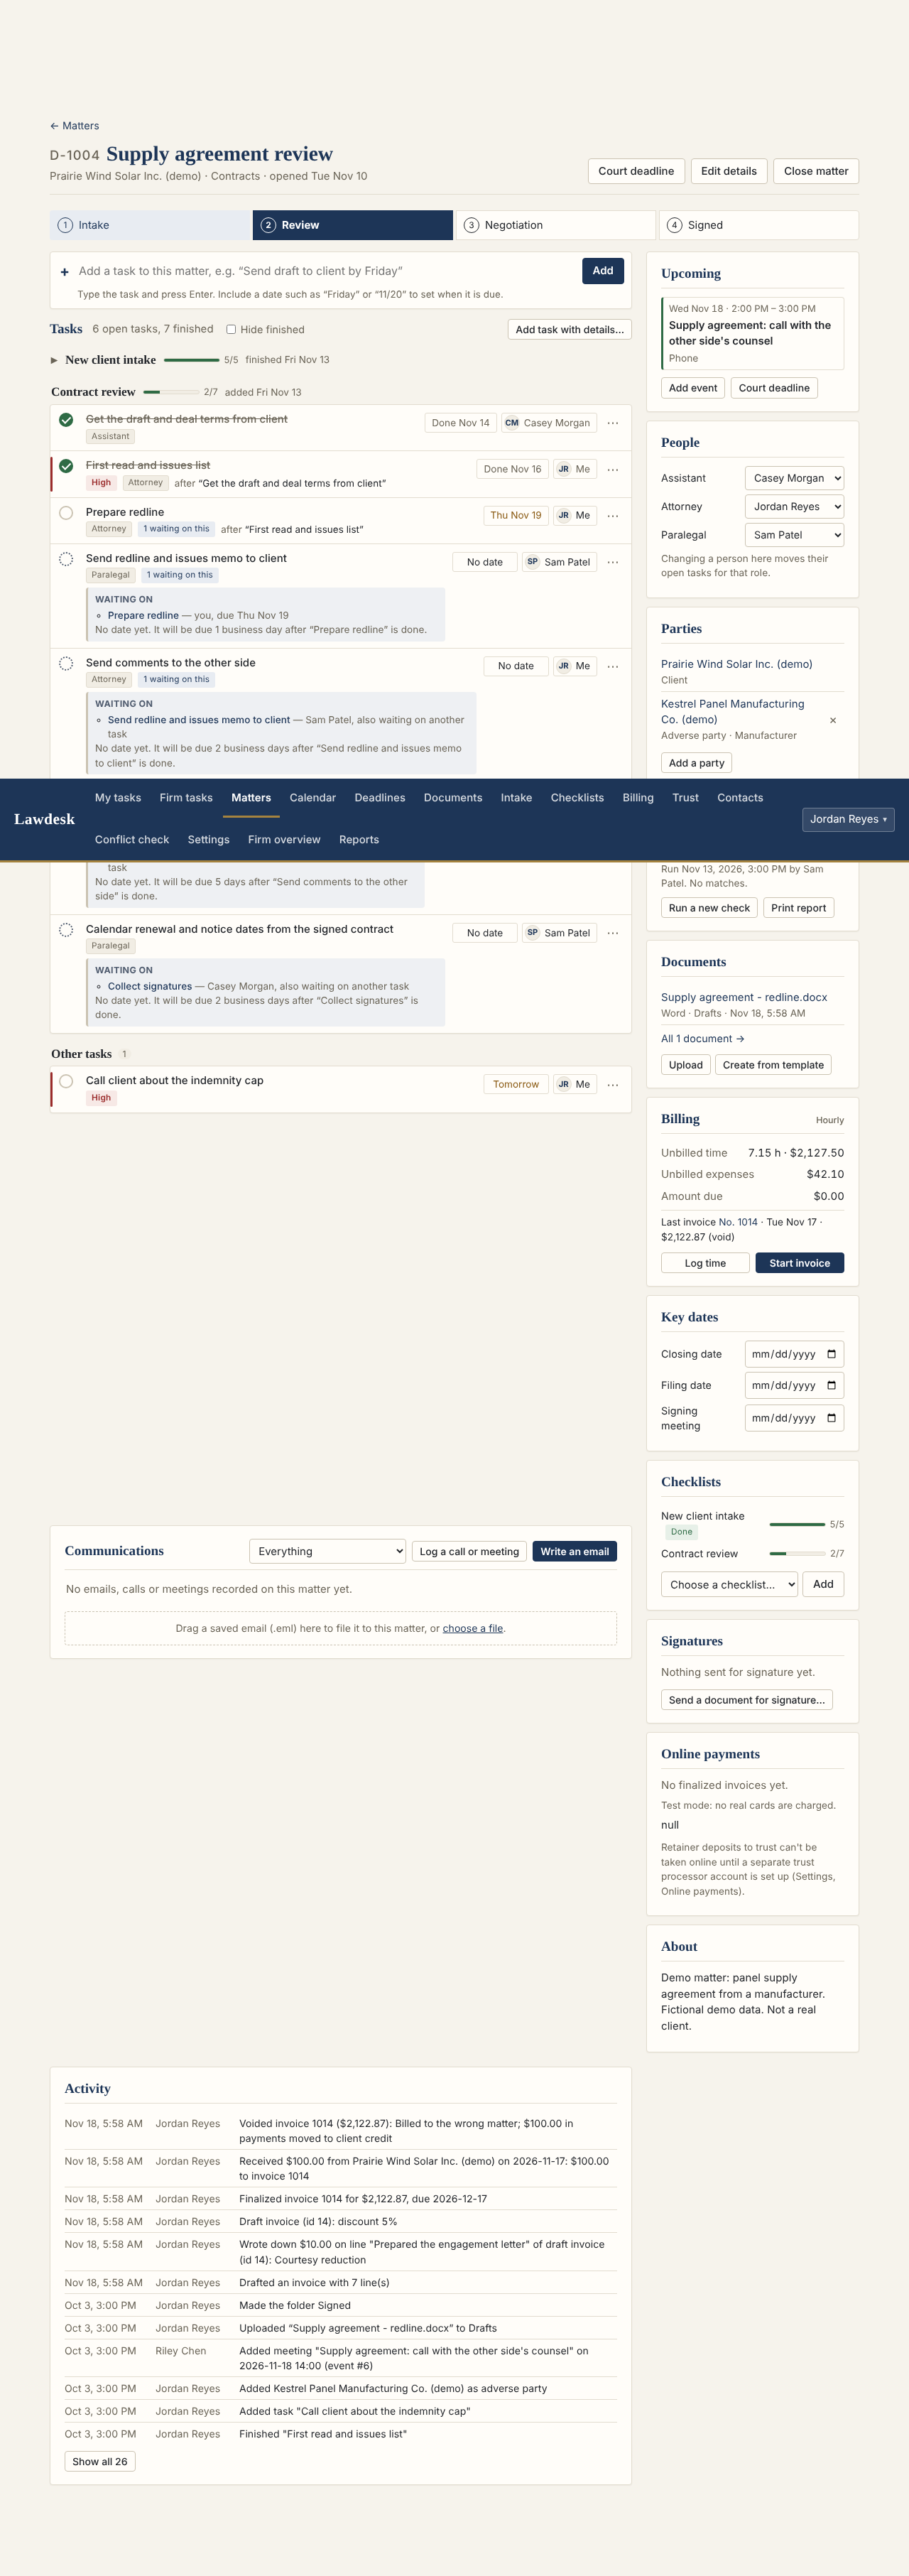 ← Matters
D-1004 Supply agreement review
Prairie Wind Solar Inc. (demo) · Contracts · opened Tue Nov 10
Court deadline
Edit details
Close matter
1 Intake
2 Review
3 Negotiation
4 Signed
+ Add a task to this matter, e.g. “Send draft to client by Friday”
Add
Type the task and press Enter. Include a date such as “Friday” or “11/20” to set when it is due.
Tasks 6 open tasks, 7 finished Hide finished
Add task with details…
▶ New client intake 5/5 finished Fri Nov 13
Contract review 2/7 added Fri Nov 13
Get the draft and deal terms from client
Done Nov 14 CM Casey Morgan ⋯
Assistant
First read and issues list
Done Nov 16 JR Me ⋯
High Attorney after “Get the draft and deal terms from client”
Prepare redline
Thu Nov 19 JR Me ⋯
Attorney 1 waiting on this after “First read and issues list”
Send redline and issues memo to client
No date SP Sam Patel ⋯
Paralegal 1 waiting on this
WAITING ON
Prepare redline — you, due Thu Nov 19
No date yet. It will be due 1 business day after “Prepare redline” is done.
Send comments to the other side
No date JR Me ⋯
Attorney 1 waiting on this
WAITING ON
Send redline and issues memo to client — Sam Patel, also waiting on another
task
No date yet. It will be due 2 business days after “Send redline and issues memo
to client” is done.
Upcoming
Wed Nov 18 · 2:00 PM – 3:00 PM
Supply agreement: call with the
other side's counsel
Phone
Add event
Court deadline
People
Assistant Casey Morgan
Attorney Jordan Reyes
Paralegal Sam Patel
Changing a person here moves their
open tasks for that role.
Parties
Prairie Wind Solar Inc. (demo)
Client
Kestrel Panel Manufacturing
Co. (demo) ×
Adverse party · Manufacturer
Add a party
Lawdesk
My tasks Firm tasks Matters Calendar Deadlines Documents Intake Checklists Billing Trust Contacts
Conflict check Settings Firm overview Reports
Jordan Reyes ▾
task
No date yet. It will be due 5 days after “Send comments to the other
side” is done.
Calendar renewal and notice dates from the signed contract
No date SP Sam Patel ⋯
Paralegal
WAITING ON
Collect signatures — Casey Morgan, also waiting on another task
No date yet. It will be due 2 business days after “Collect signatures” is
done.
Other tasks 1
Call client about the indemnity cap
Tomorrow JR Me ⋯
High
Run Nov 13, 2026, 3:00 PM by Sam
Patel. No matches.
Run a new check
Print report
Documents
Supply agreement - redline.docx
Word · Drafts · Nov 18, 5:58 AM
All 1 document →
Upload
Create from template
Billing Hourly
Unbilled time 7.15 h · $2,127.50
Unbilled expenses $42.10
Amount due $0.00
Last invoice No. 1014 · Tue Nov 17 ·
$2,122.87 (void)
Log time
Start invoice
Key dates
Closing date mm/dd/yyyy
Filing date mm/dd/yyyy
Signing
meeting mm/dd/yyyy
Checklists
New client intake
Done 5/5
Contract review 2/7
Choose a checklist…
Add
Communications Everything
Log a call or meeting
Write an email
No emails, calls or meetings recorded on this matter yet.
Drag a saved email (.eml) here to file it to this matter, or choose a file.
Signatures
Nothing sent for signature yet.
Send a document for signature…
Online payments
No finalized invoices yet.
Test mode: no real cards are charged.
null
Retainer deposits to trust can't be
taken online until a separate trust
processor account is set up (Settings,
Online payments).
About
Demo matter: panel supply
agreement from a manufacturer.
Fictional demo data. Not a real
client.
Activity
Nov 18, 5:58 AM Jordan Reyes Voided invoice 1014 ($2,122.87): Billed to the wrong matter; $100.00 in
payments moved to client credit
Nov 18, 5:58 AM Jordan Reyes Received $100.00 from Prairie Wind Solar Inc. (demo) on 2026-11-17: $100.00
to invoice 1014
Nov 18, 5:58 AM Jordan Reyes Finalized invoice 1014 for $2,122.87, due 2026-12-17
Nov 18, 5:58 AM Jordan Reyes Draft invoice (id 14): discount 5%
Nov 18, 5:58 AM Jordan Reyes Wrote down $10.00 on line "Prepared the engagement letter" of draft invoice
(id 14): Courtesy reduction
Nov 18, 5:58 AM Jordan Reyes Drafted an invoice with 7 line(s)
Oct 3, 3:00 PM Jordan Reyes Made the folder Signed
Oct 3, 3:00 PM Jordan Reyes Uploaded “Supply agreement - redline.docx” to Drafts
Oct 3, 3:00 PM Riley Chen Added meeting "Supply agreement: call with the other side's counsel" on
2026-11-18 14:00 (event #6)
Oct 3, 3:00 PM Jordan Reyes Added Kestrel Panel Manufacturing Co. (demo) as adverse party
Oct 3, 3:00 PM Jordan Reyes Added task "Call client about the indemnity cap"
Oct 3, 3:00 PM Jordan Reyes Finished "First read and issues list"
Show all 26